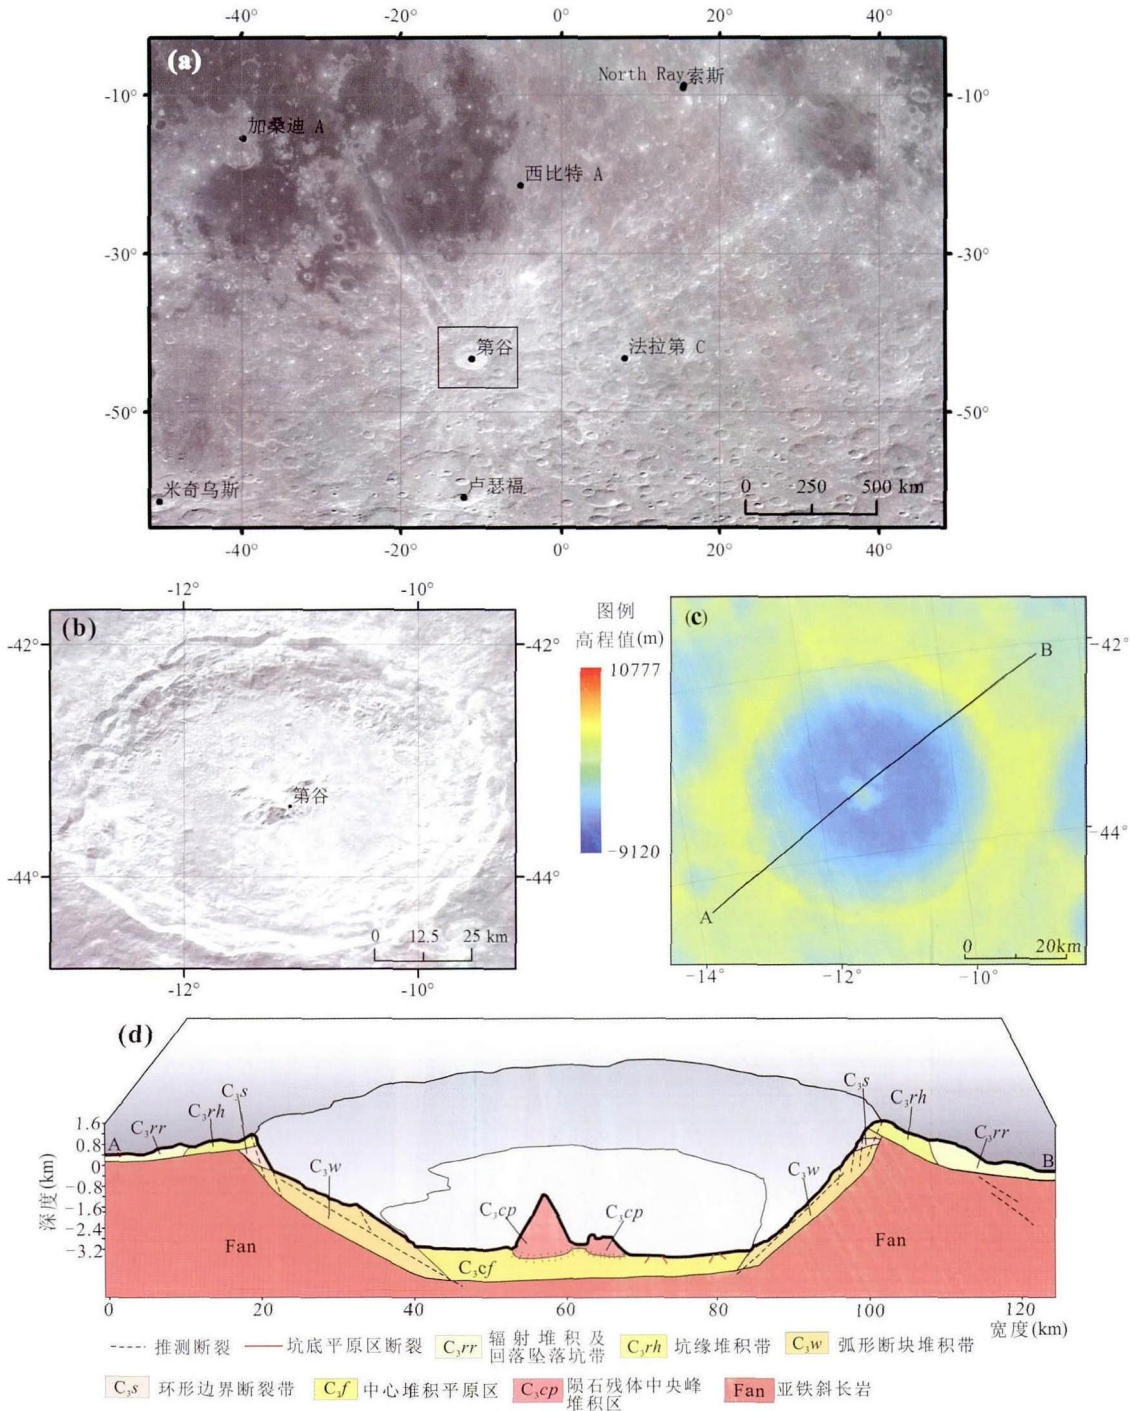 -40° -20° 0° 20° 40°
(a)
North Ray索斯
-10° -10°
加桑迪 A
西比特 A
-30° -30°
第谷
法拉第 C
-50° -50°
米奇乌斯
卢瑟福
0 250 500 km
-40° -20° 0° 20° 40°
-12° -10°
(b)
-42° -42°
第谷
-44° -44°
0 12.5 25 km
-12° -10°
图例
高程值(m)
10777
-9120
(c)
B
-42°
-44°
A
0 20km
-14° -12° -10°
(d)
C₃s C₃s
C₃rh C₃rh
C₃rr C₃rr
A B
C₃w C₃w
C₃cp C₃cp
Fan Fan
C₃cf
深度(km)
1.6
0.8
0
-0.8
-1.6
-2.4
-3.2
0 20 40 60 80 100 120
宽度(km)
推测断裂 坑底平原区断裂 C₃rr 辐射堆积及回落坠落坑带 C₃rh 坑缘堆积带 C₃w 弧形断块堆积带
C₃s 环形边界断裂带 C₃f 中心堆积平原区 C₃cp 陨石残体中央峰堆积区 Fan 亚铁斜长岩